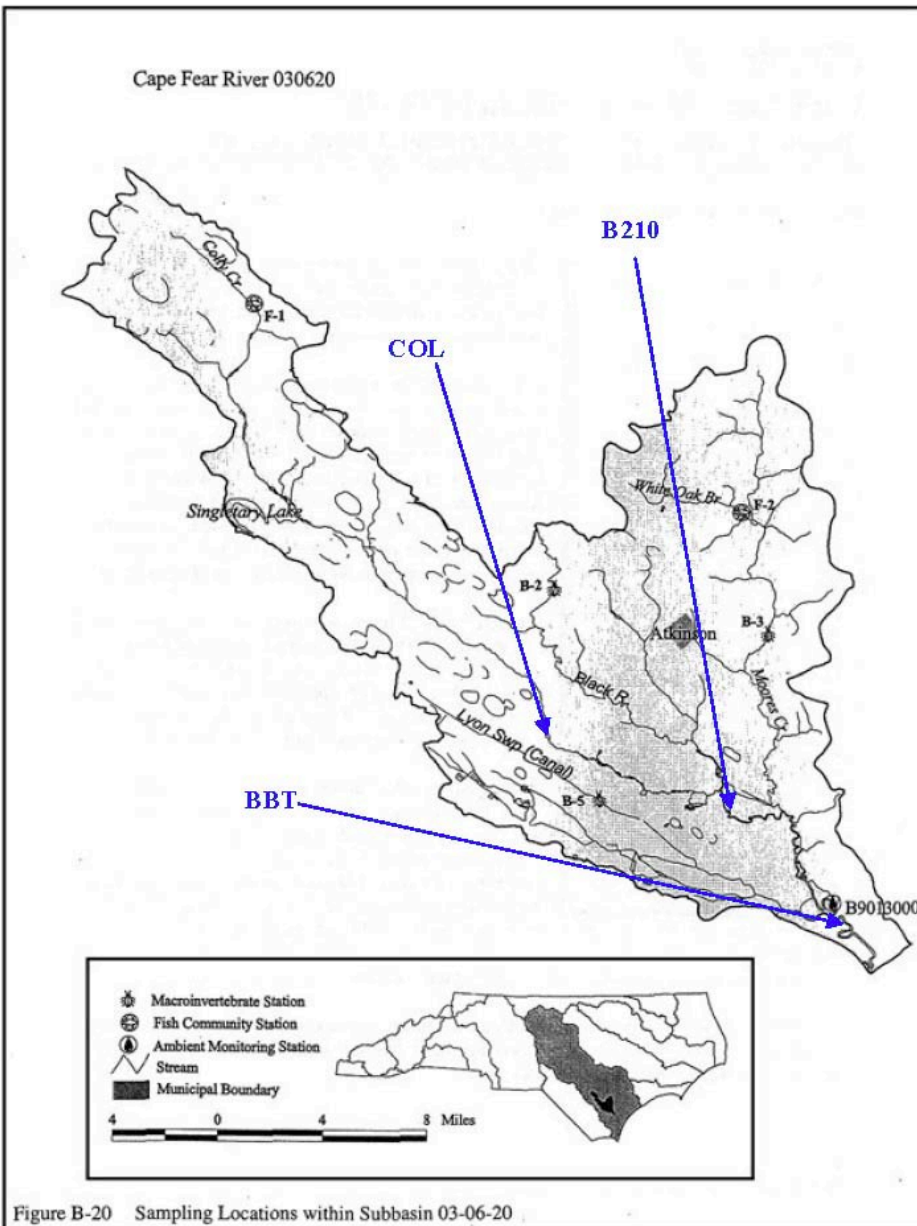 Cape Fear River 030620
B210
Colly Cr.
F-1
COL
White Oak Br.
F-2
Singletary Lake
B-2
B-3
Atkinson
Black R.
Moores Cr.
Lyon Swp (Canal)
BBT
B-5
B9013000
Macroinvertebrate Station
Fish Community Station
Ambient Monitoring Station
Stream
Municipal Boundary
4 0 4 8 Miles
Figure B-20 Sampling Locations within Subbasin 03-06-20